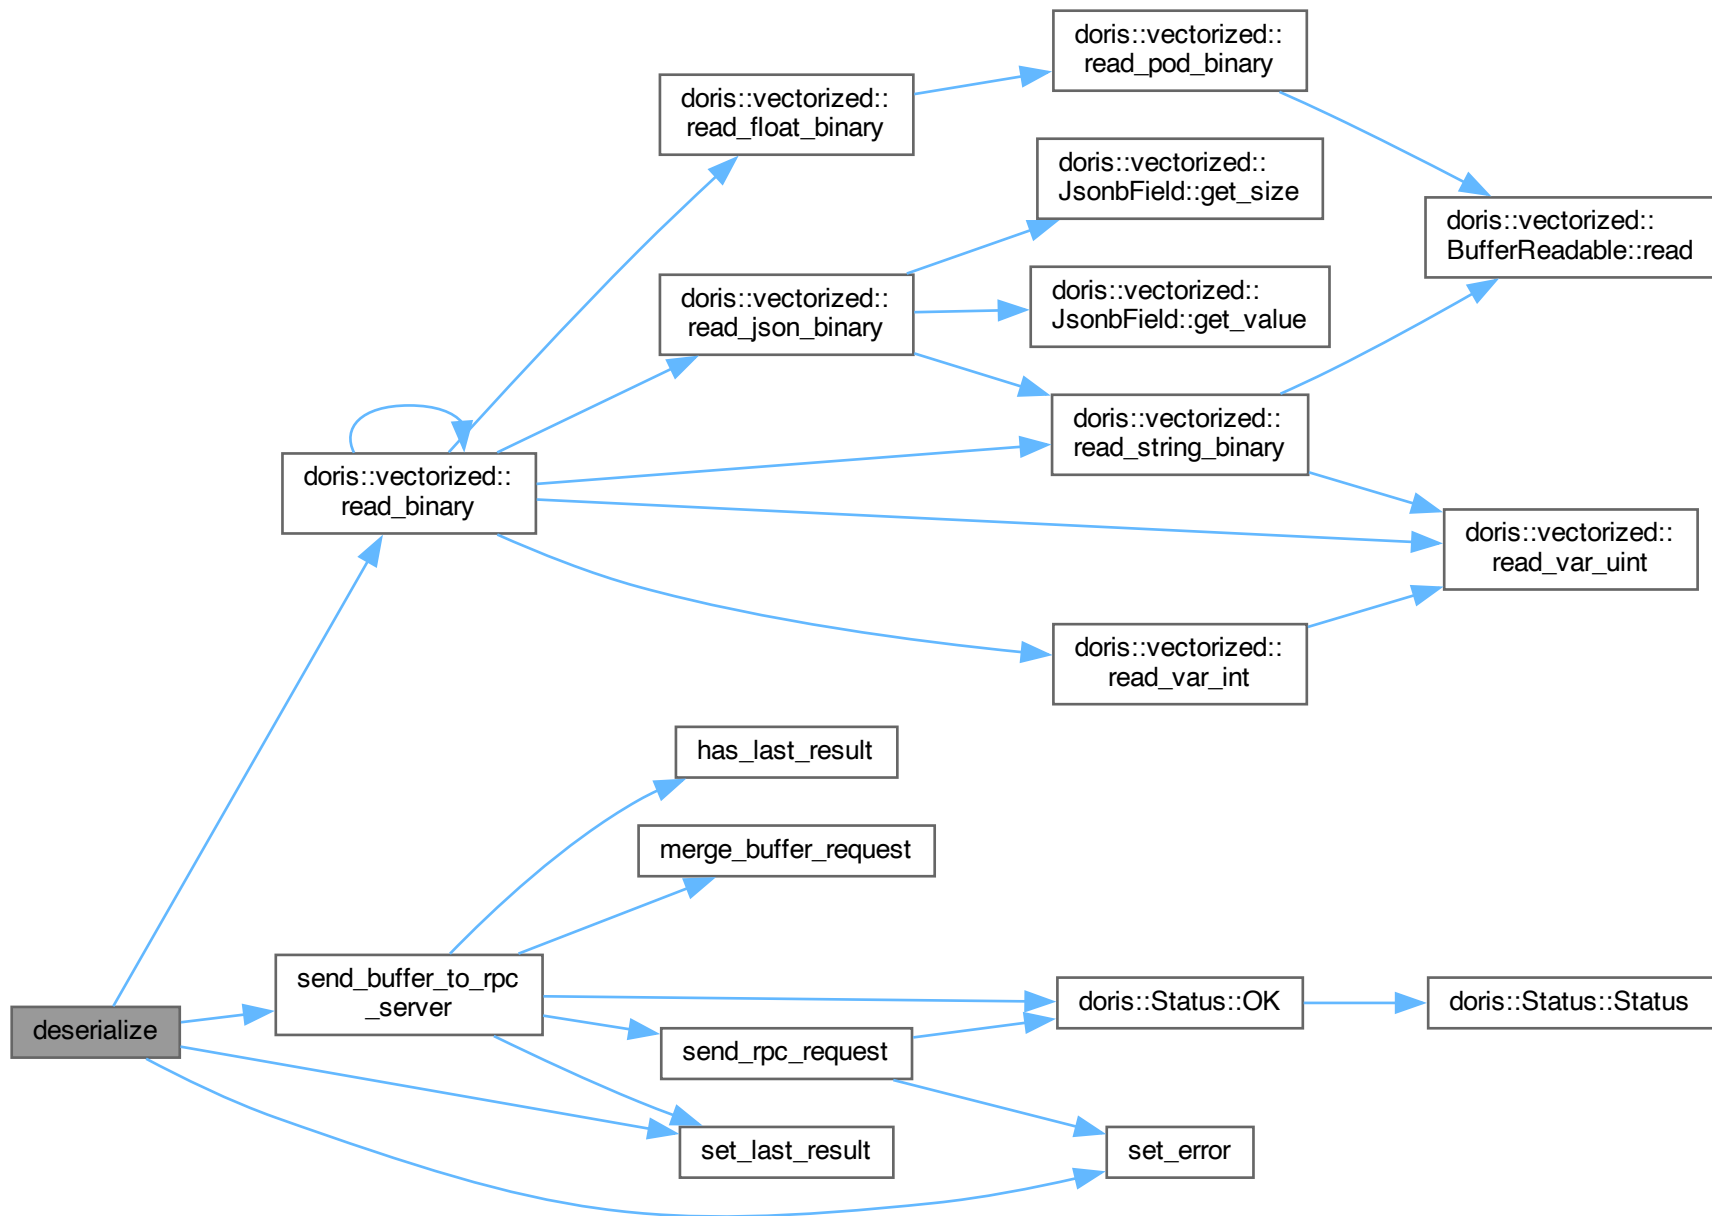 doris::vectorized::
read_pod_binary
doris::vectorized::
read_float_binary
doris::vectorized::
JsonbField::get_size
doris::vectorized::
BufferReadable::read
doris::vectorized::
read_json_binary
doris::vectorized::
JsonbField::get_value
doris::vectorized::
read_string_binary
doris::vectorized::
read_binary
doris::vectorized::
read_var_uint
doris::vectorized::
read_var_int
has_last_result
merge_buffer_request
send_buffer_to_rpc
_server
doris::Status::OK
doris::Status::Status
deserialize
send_rpc_request
set_last_result
set_error